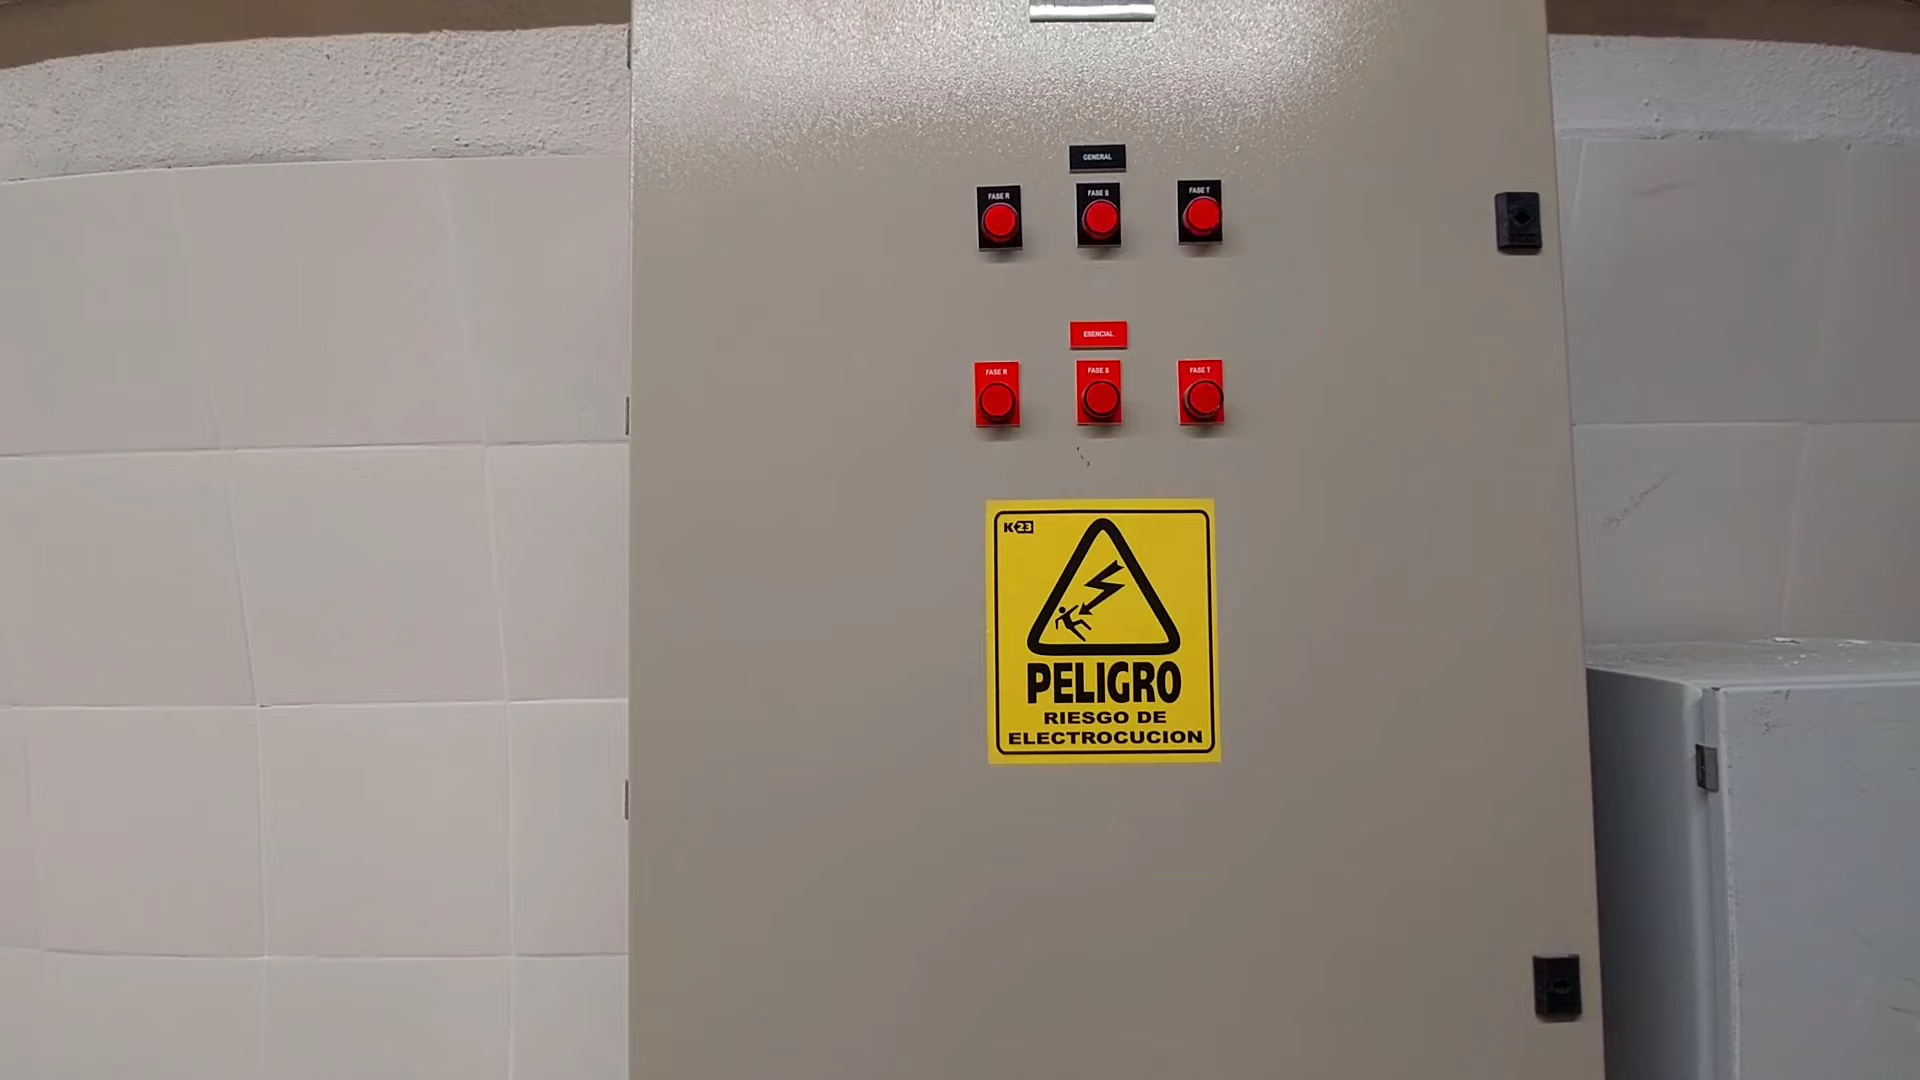 GENERAL
FASE R
FASE S
FASE T
ESENCIAL
FASE R
FASE S
FASE T
K23
PELIGRO
RIESGO DE
ELECTROCUCION